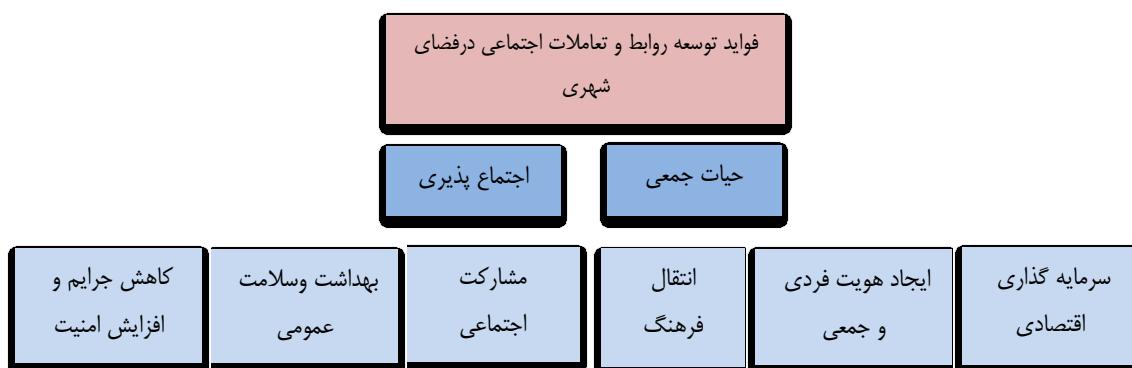 فواید توسعه روابط و تعاملات اجتماعی درفضای
شهری
حیات جمعی
اجتماع پذیری
سرمایه گذاری
اقتصادی
ایجاد هویت فردی
و جمعی
انتقال
فرهنگ
مشارکت
اجتماعی
بهداشت وسلامت
عمومی
کاهش جرایم و
افزایش امنیت